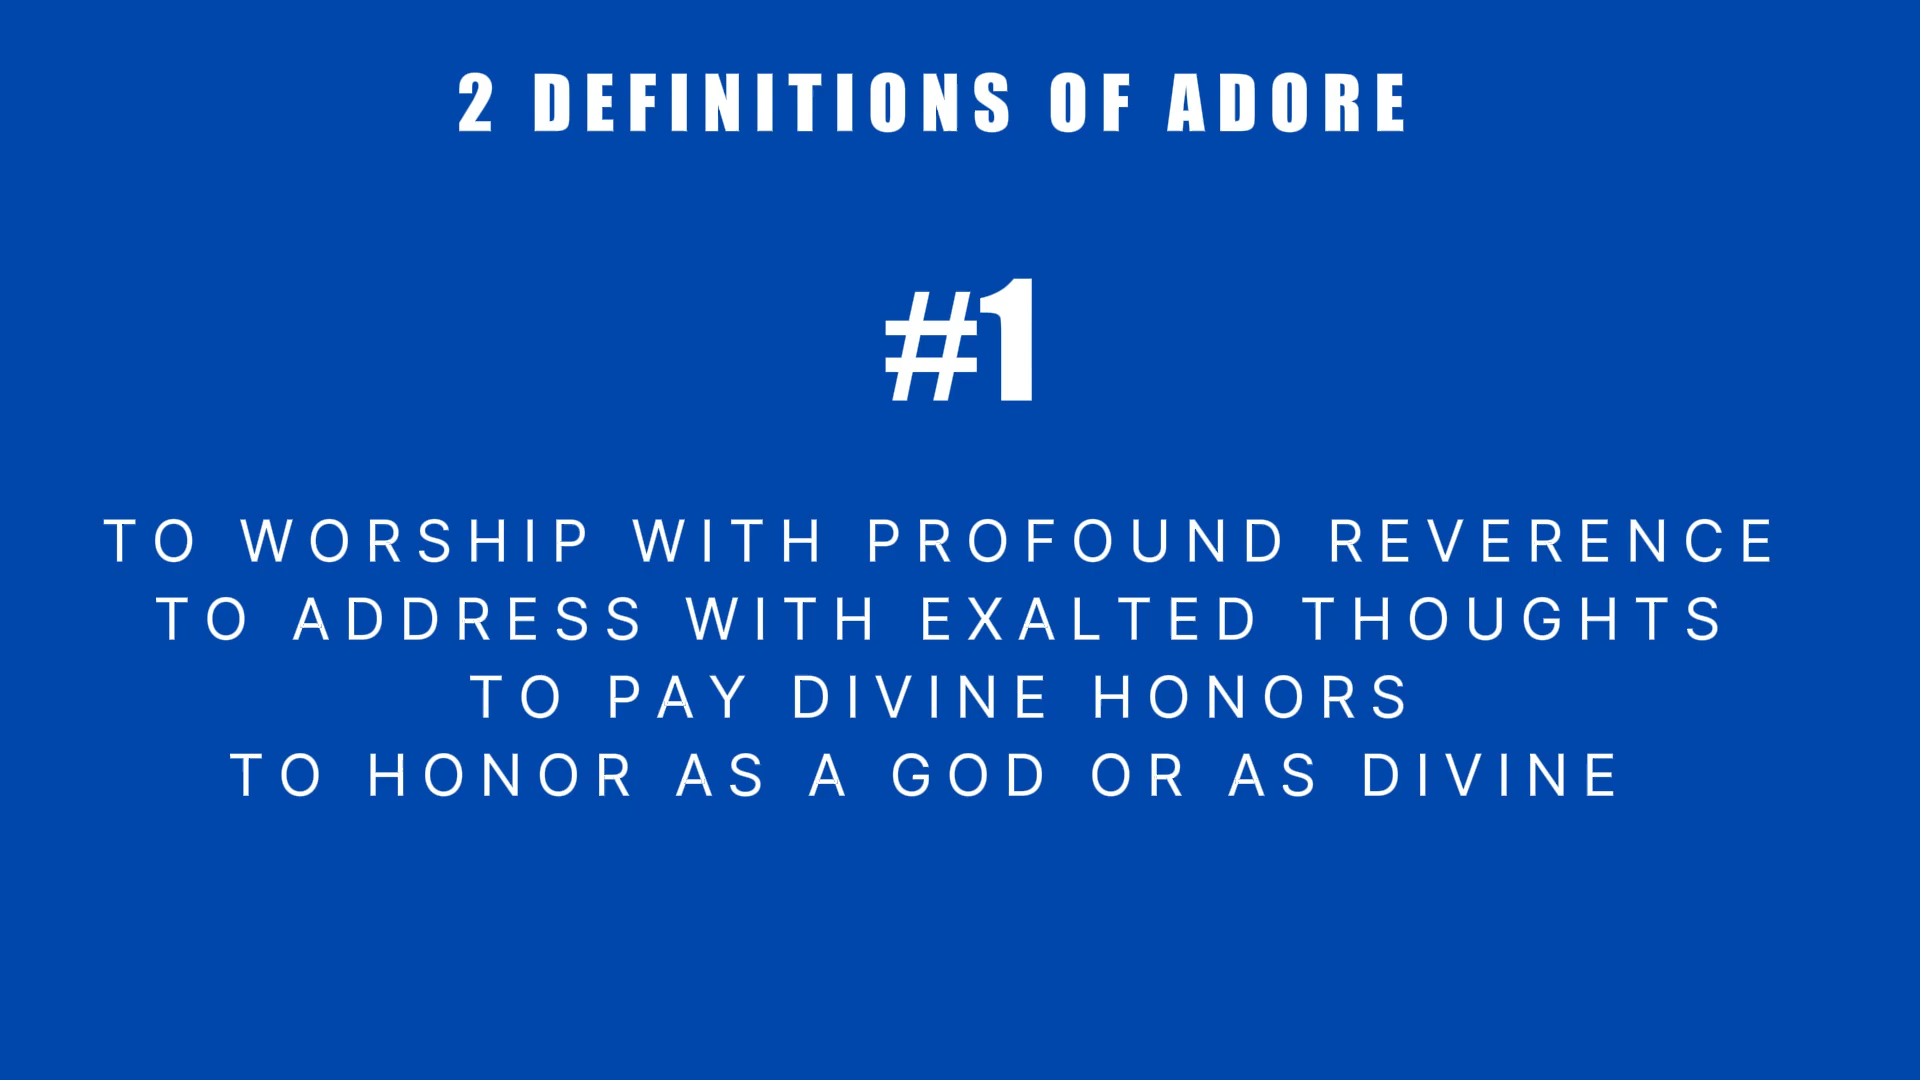 2 DEFINITIONS OF ADORE
#1
TO WORSHIP WITH PROFOUND REVERENCE
TO ADDRESS WITH EXALTED THOUGHTS
TO PAY DIVINE HONORS
TO HONOR AS A GOD OR AS DIVINE